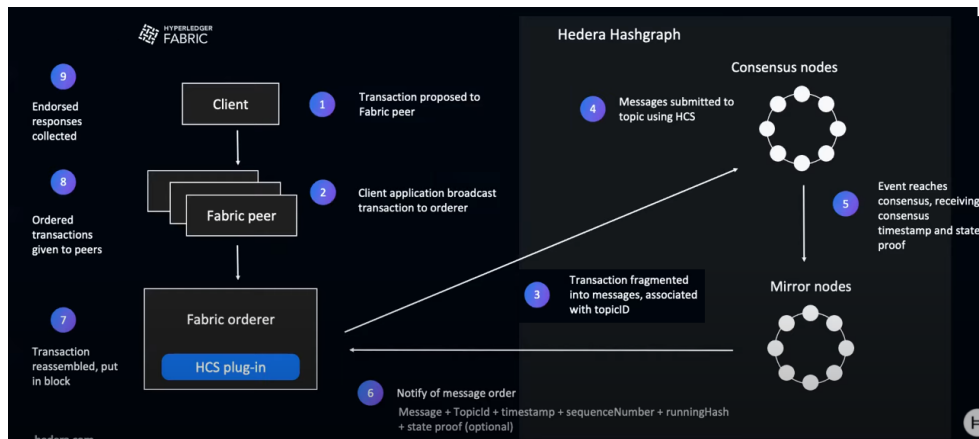 HYPERLEDGER
FABRIC
Hedera Hashgraph
9
Endorsed
responses
collected
Client
1
Transaction proposed to
Fabric peer
Consensus nodes
4
Messages submitted to
topic using HCS
8
Ordered
transactions
given to peers
Fabric peer
2
Client application broadcast
transaction to orderer
5
Event reaches
consensus, receiving
consensus
timestamp and state
proof
3
Transaction fragmented
into messages, associated
with topicID
Mirror nodes
7
Transaction
reassembled, put
in block
Fabric orderer
HCS plug-in
6
Notify of message order
Message + TopicId + timestamp + sequenceNumber + runningHash
+ state proof (optional)